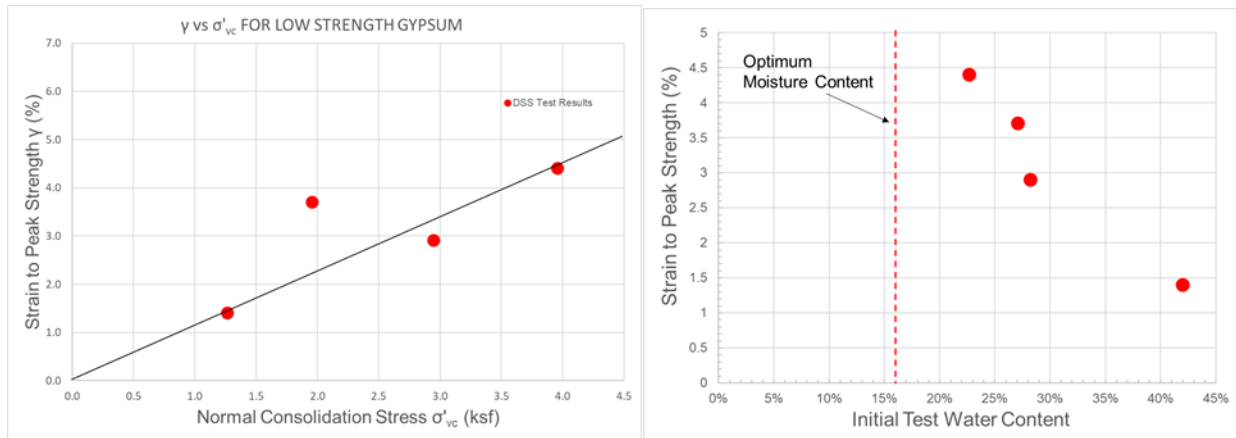 γ vs σ'vc FOR LOW STRENGTH GYPSUM
7.0
6.0
5.0
4.0
3.0
2.0
1.0
0.0
Strain to Peak Strength γ (%)
DSS Test Results
0.0 0.5 1.0 1.5 2.0 2.5 3.0 3.5 4.0 4.5
Normal Consolidation Stress σ'vc (ksf)
5
4.5
4
3.5
3
2.5
2
1.5
1
0.5
0
Strain to Peak Strength (%)
Optimum
Moisture Content
0% 5% 10% 15% 20% 25% 30% 35% 40% 45%
Initial Test Water Content